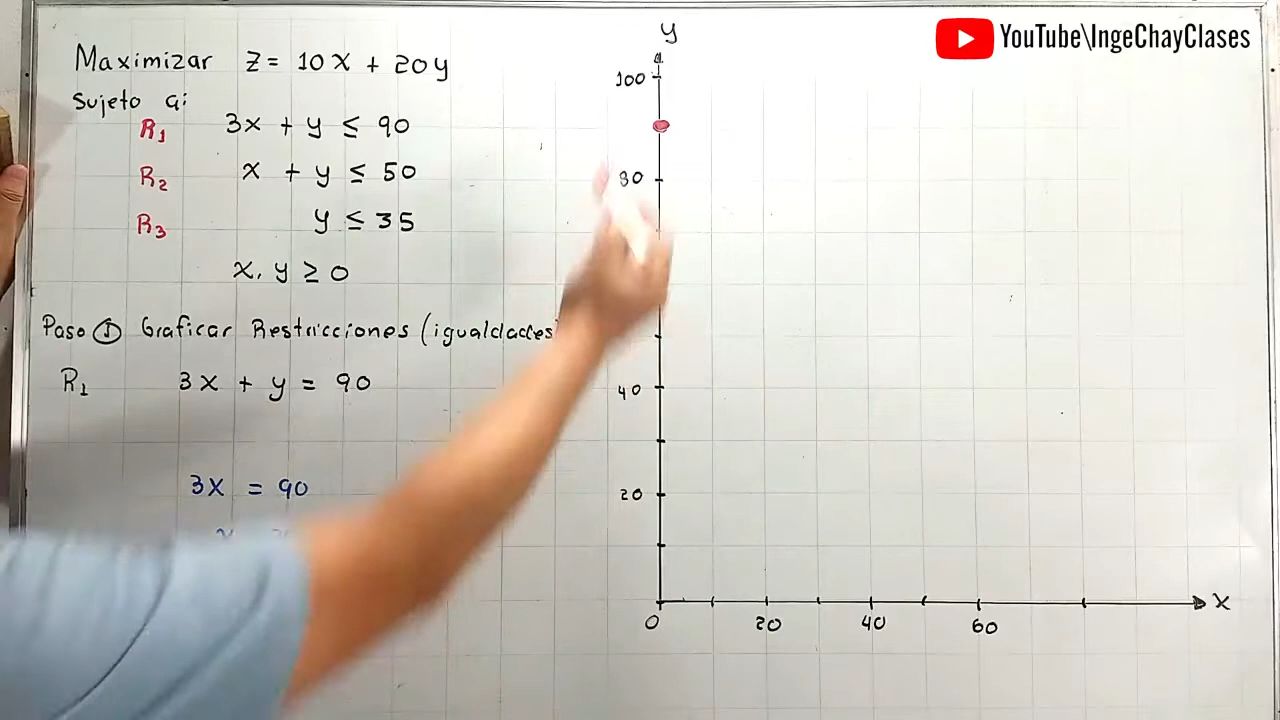 Maximizar Z = 10x + 20y
Sujeto a:
R1 3x + y ≤ 90
R2 x + y ≤ 50
R3 y ≤ 35
x, y ≥ 0
Paso ① Graficar Restricciones (igualdades
R1 3x + y = 90
3x = 90
YouTube\IngeChayClases
y
100
80
40
20
0 20 40 60 x